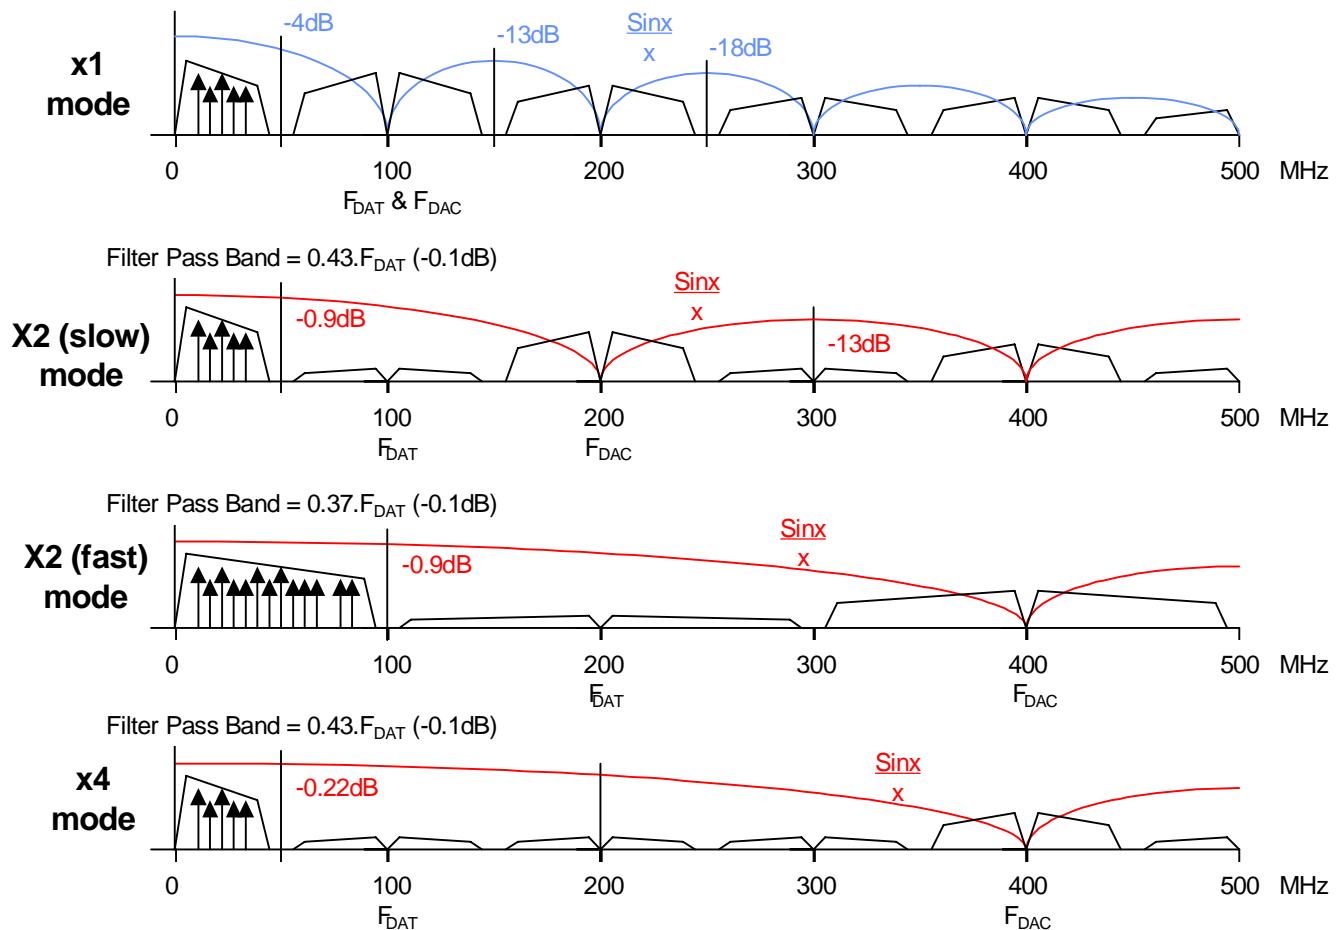 -4dB
-13dB
Sinx
x
-18dB
x1
mode
0 100 200 300 400 500 MHz
FDAT & FDAC
Filter Pass Band = 0.43.FDAT (-0.1dB)
Sinx
x
-0.9dB
-13dB
X2 (slow)
mode
0 100 200 300 400 500 MHz
FDAT FDAC
Filter Pass Band = 0.37.FDAT (-0.1dB)
Sinx
x
-0.9dB
X2 (fast)
mode
0 100 200 300 400 500 MHz
FDAT FDAC
Filter Pass Band = 0.43.FDAT (-0.1dB)
Sinx
x
-0.22dB
x4
mode
0 100 200 300 400 500 MHz
FDAT FDAC